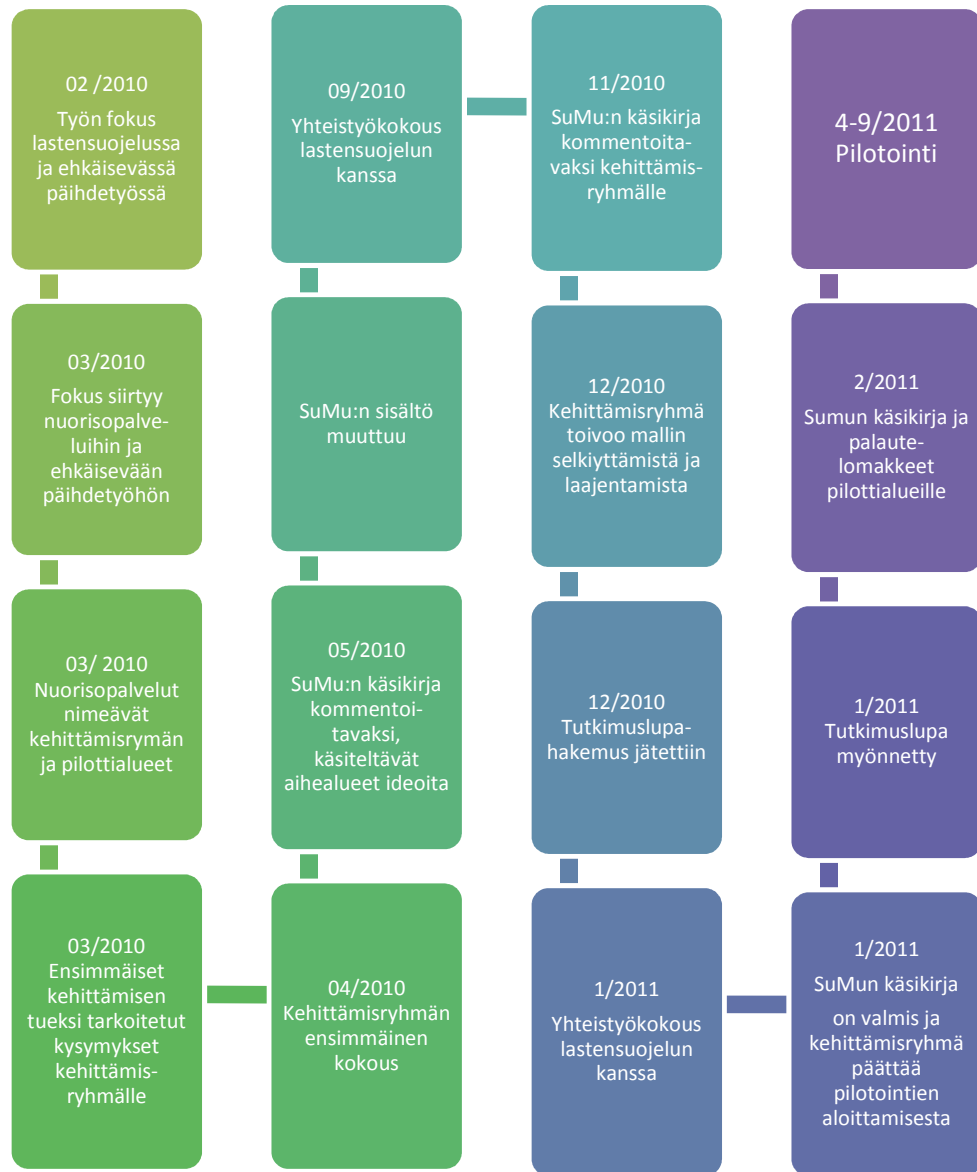 02 /2010
Työn fokus
lastensuojelussa
ja ehkäisevässä
päihdetyössä
03/2010
Fokus siirtyy
nuorisopalve-
luihin ja
ehkäisevään
päihdetyöhön
03/ 2010
Nuorisopalvelut
nimeävät
kehittämisrymän
ja pilottialueet
03/2010
Ensimmäiset
kehittämisen
tueksi tarkoitetut
kysymykset
kehittämis-
ryhmälle
04/2010
Kehittämisryhmän
ensimmäinen
kokous
05/2010
SuMu:n käsikirja
kommentoi-
tavaksi,
käsiteltävät
aihealueet ideoita
SuMu:n sisältö
muuttuu
09/2010
Yhteistyökokous
lastensuojelun
kanssa
11/2010
SuMu:n käsikirja
kommentoita-
vaksi kehittämis-
ryhmälle
12/2010
Kehittämisryhmä
toivoo mallin
selkiyttämistä ja
laajentamista
12/2010
Tutkimuslupa-
hakemus jätettiin
1/2011
Yhteistyökokous
lastensuojelun
kanssa
1/2011
SuMun käsikirja
on valmis ja
kehittämisryhmä
päättää
pilotointien
aloittamisesta
1/2011
Tutkimuslupa
myönnetty
2/2011
Sumun käsikirja ja
palaute-
lomakkeet
pilottialueille
4-9/2011
Pilotointi